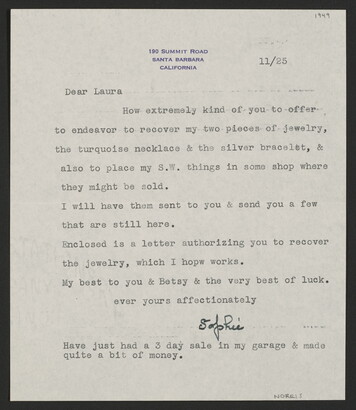 1949
190 SUMMIT ROAD
SANTA BARBARA
CALIFORNIA
11/25
Dear Laura
How extremely kind of you to offer
to endeavor to recover my two pieces of jewelry,
the turquoise necklace & the silver bracelet, &
also to place my S.W. things in some shop where
they might be sold.
I will have them sent to you & send you a few
that are still here.
Enclosed is a letter authorizing you to recover
the jewelry, which I hopw works.
My best to you & Betsy & the very best of luck.
ever yours affectionately
Sophie
Have just had a 3 day sale in my garage & made
quite a bit of money.